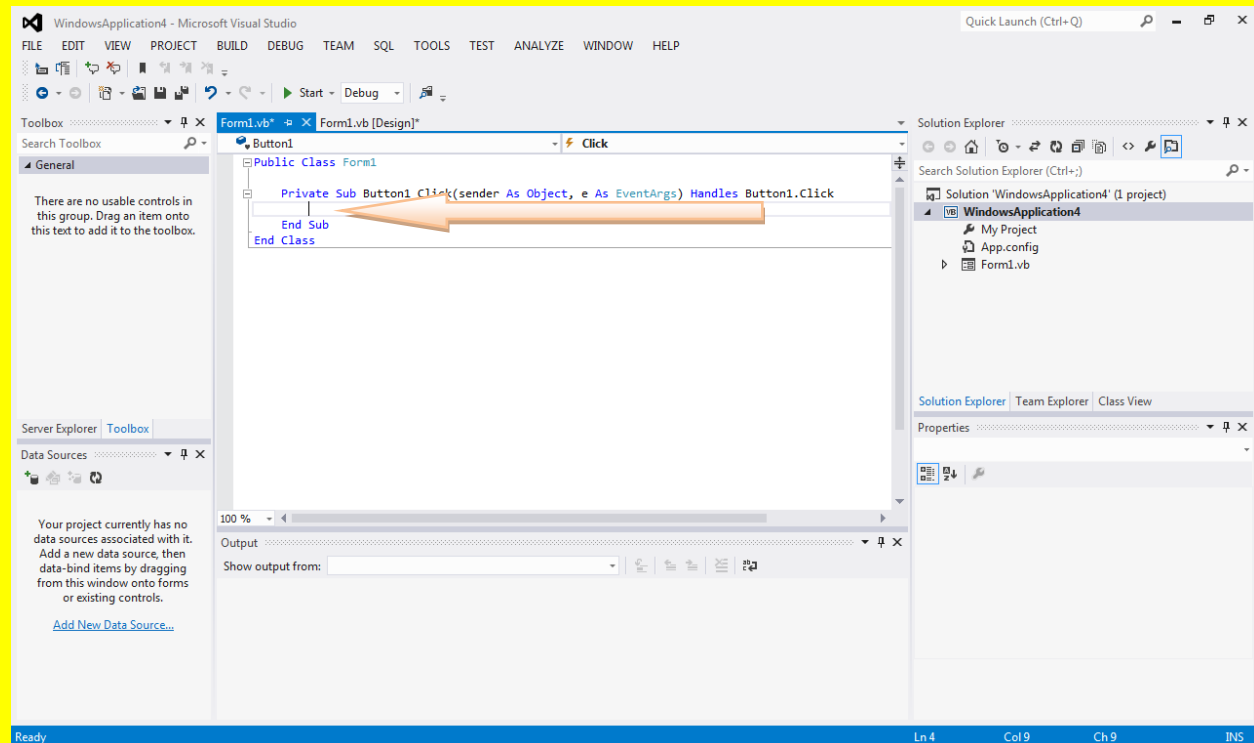 WindowsApplication4 - Microsoft Visual Studio
Quick Launch (Ctrl+Q)
FILE EDIT VIEW PROJECT BUILD DEBUG TEAM SQL TOOLS TEST ANALYZE WINDOW HELP
Start Debug
Toolbox
Search Toolbox
General
There are no usable controls in
this group. Drag an item onto
this text to add it to the toolbox.
Server Explorer Toolbox
Data Sources
Your project currently has no
data sources associated with it.
Add a new data source, then
data-bind items by dragging
from this window onto forms
or existing controls.
Add New Data Source...
Form1.vb* Form1.vb [Design]*
Button1 Click
Public Class Form1
Private Sub Button1_Click(sender As Object, e As EventArgs) Handles Button1.Click
End Sub
End Class
100 %
Output
Show output from:
Solution Explorer
Search Solution Explorer (Ctrl+;)
Solution 'WindowsApplication4' (1 project)
VB WindowsApplication4
My Project
App.config
Form1.vb
Solution Explorer Team Explorer Class View
Properties
Ready Ln 4 Col 9 Ch 9 INS